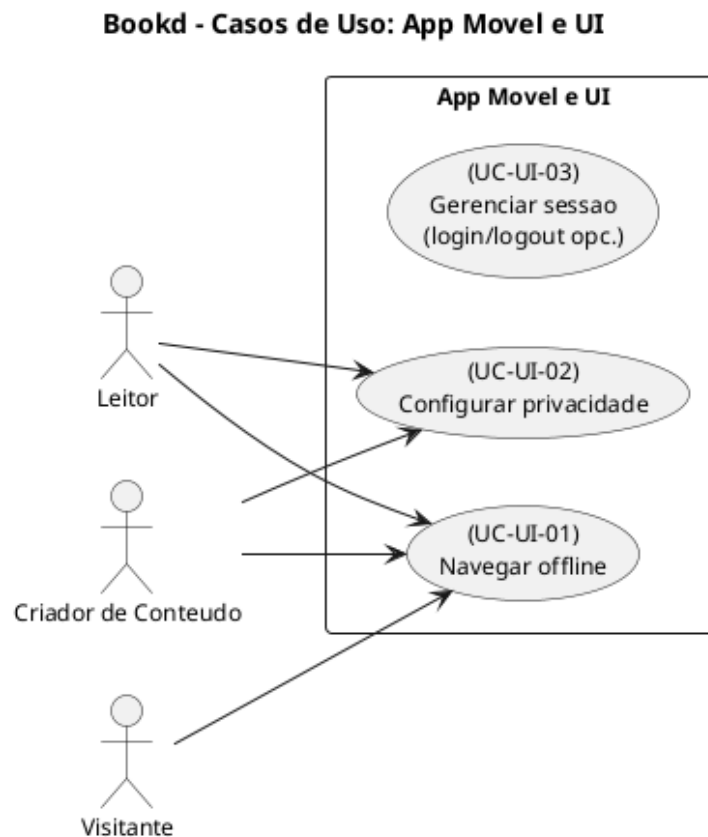 Bookd - Casos de Uso: App Movel e UI
App Movel e UI
(UC-UI-03)
Gerenciar sessao
(login/logout opc.)
(UC-UI-02)
Configurar privacidade
(UC-UI-01)
Navegar offline
Leitor
Criador de Conteudo
Visitante